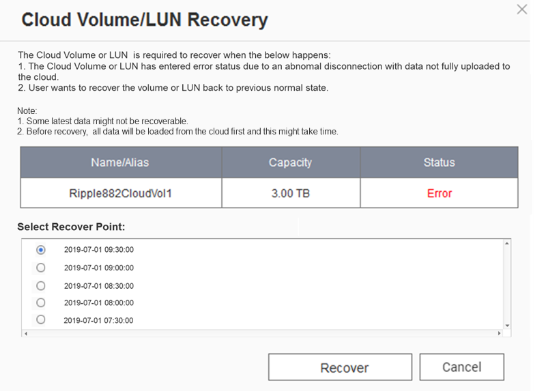 Cloud Volume/LUN Recovery
The Cloud Volume or LUN is required to recover when the below happens:
1. The Cloud Volume or LUN has entered error status due to an abnomal disconnection with data not fully uploaded to
the cloud.
2. User wants to recover the volume or LUN back to previous normal state.
Note:
1. Some latest data might not be recoverable.
2. Before recovery, all data will be loaded from the cloud first and this might take time.
Name/Alias Capacity Status
Ripple882CloudVol1 3.00 TB Error
Select Recover Point:
2019-07-01 09:30:00
2019-07-01 09:00:00
2019-07-01 08:30:00
2019-07-01 08:00:00
2019-07-01 07:30:00
Recover Cancel